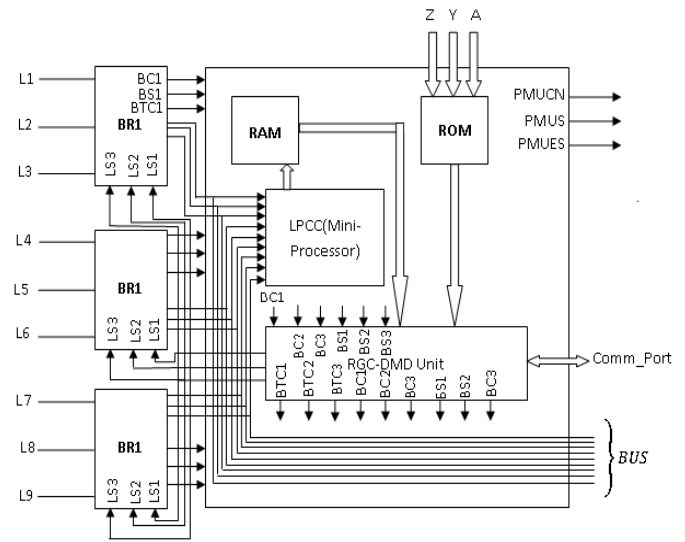 Z Y A
L1
L2
L3
BC1
BS1
BTC1
BR1
LS3
LS2
LS1
RAM
ROM
PMUCN
PMUS
PMUES
LPCC(Mini-
Processor)
L4
L5
L6
BR1
LS3
LS2
LS1
BC1
BC2
BC3
BS1
BS2
BS3
RGC-DMD Unit
BTC1
BTC2
BTC3
BC1
BC2
BC3
BS1
BS2
BC3
Comm_Port
L7
L8
L9
BR1
LS3
LS2
LS1
BUS